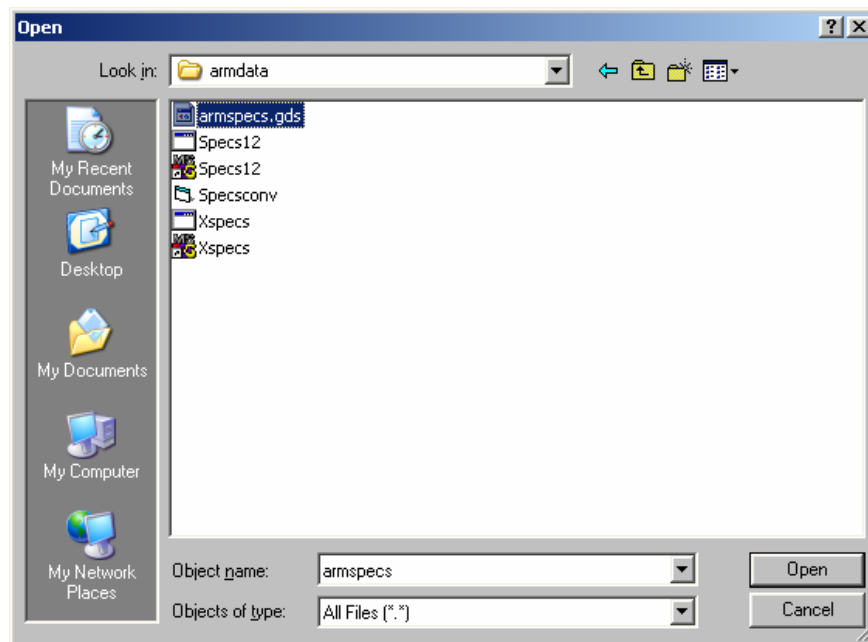 Open
Look in: armdata
armspecs.gds
Specs12
Specs12
Specsconv
Xspecs
Xspecs
My Recent
Documents
Desktop
My Documents
My Computer
My Network
Places
Object name: armspecs Open
Objects of type: All Files (*.*) Cancel